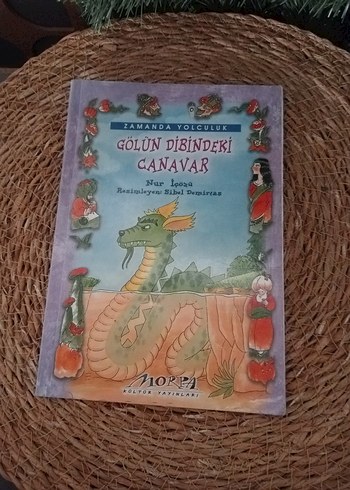 ZAMANDA YOLCULUK
GÖLÜN DİBİNDEKİ
CANAVAR
Nur İçözü
Resimleyen: Sibel Demirtaş
MORPA
KÜLTÜR YAYINLARI